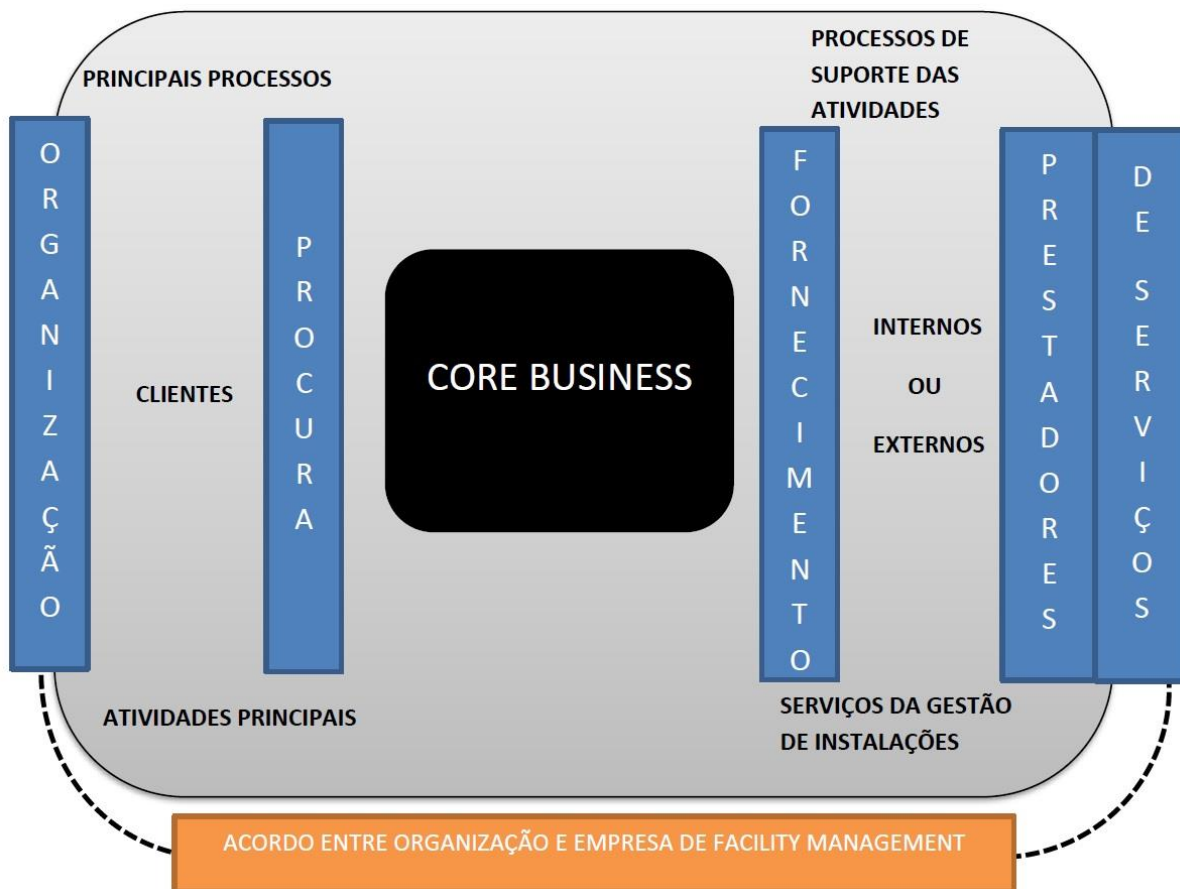 PRINCIPAIS PROCESSOS
PROCESSOS DE
SUPORTE DAS
ATIVIDADES
ORGANIZAÇÃO
CLIENTES
PROCURA
CORE BUSINESS
FORNECIMENTO
INTERNOS
OU
EXTERNOS
PRESTADORES
DE SERVIÇOS
ATIVIDADES PRINCIPAIS
SERVIÇOS DA GESTÃO
DE INSTALAÇÕES
ACORDO ENTRE ORGANIZAÇÃO E EMPRESA DE FACILITY MANAGEMENT